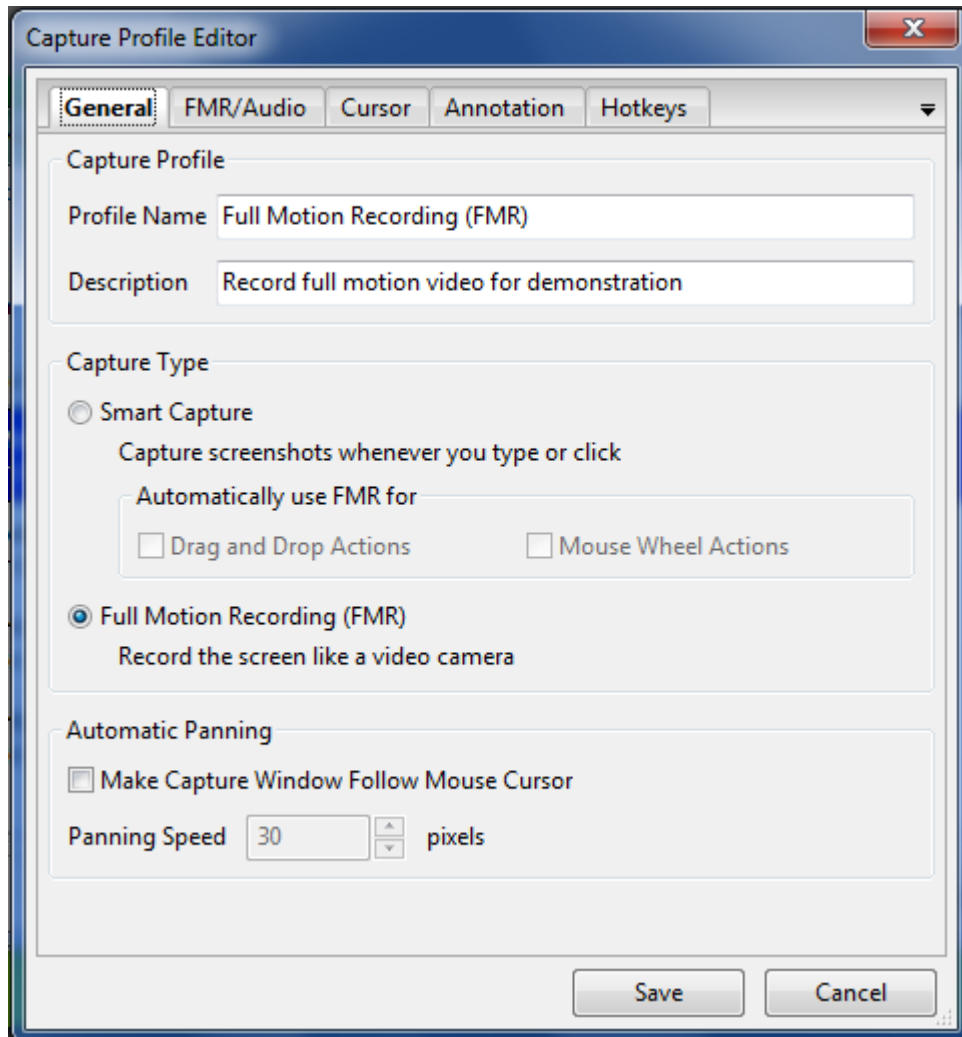 Capture Profile Editor
General FMR/Audio Cursor Annotation Hotkeys
Capture Profile
Profile Name Full Motion Recording (FMR)
Description Record full motion video for demonstration
Capture Type
Smart Capture
Capture screenshots whenever you type or click
Automatically use FMR for
Drag and Drop Actions Mouse Wheel Actions
Full Motion Recording (FMR)
Record the screen like a video camera
Automatic Panning
Make Capture Window Follow Mouse Cursor
Panning Speed 30 pixels
Save Cancel